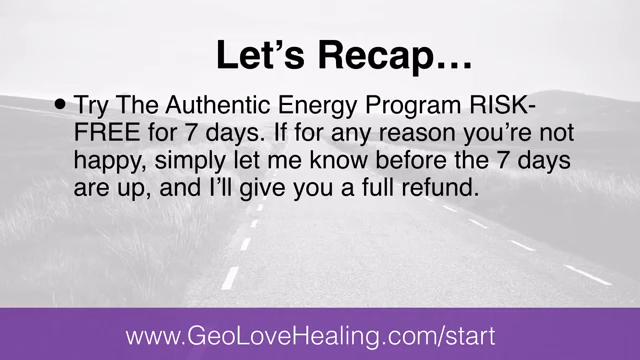 Let’s Recap…
• Try The Authentic Energy Program RISK-
FREE for 7 days. If for any reason you’re not
happy, simply let me know before the 7 days
are up, and I’ll give you a full refund.
www.GeoLoveHealing.com/start